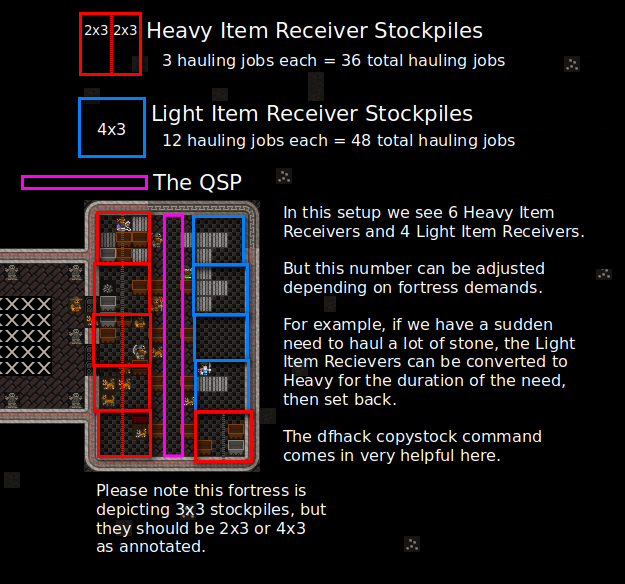 2x3 2x3 Heavy Item Receiver Stockpiles
3 hauling jobs each = 36 total hauling jobs
Light Item Receiver Stockpiles
4x3
12 hauling jobs each = 48 total hauling jobs
The QSP
In this setup we see 6 Heavy Item
Receivers and 4 Light Item Receivers.
But this number can be adjusted
depending on fortress demands.
For example, if we have a sudden
need to haul a lot of stone, the Light
Item Recievers can be converted to
Heavy for the duration of the need,
then set back.
The dfhack copystock command
comes in very helpful here.
Please note this fortress is
depicting 3x3 stockpiles, but
they should be 2x3 or 4x3
as annotated.